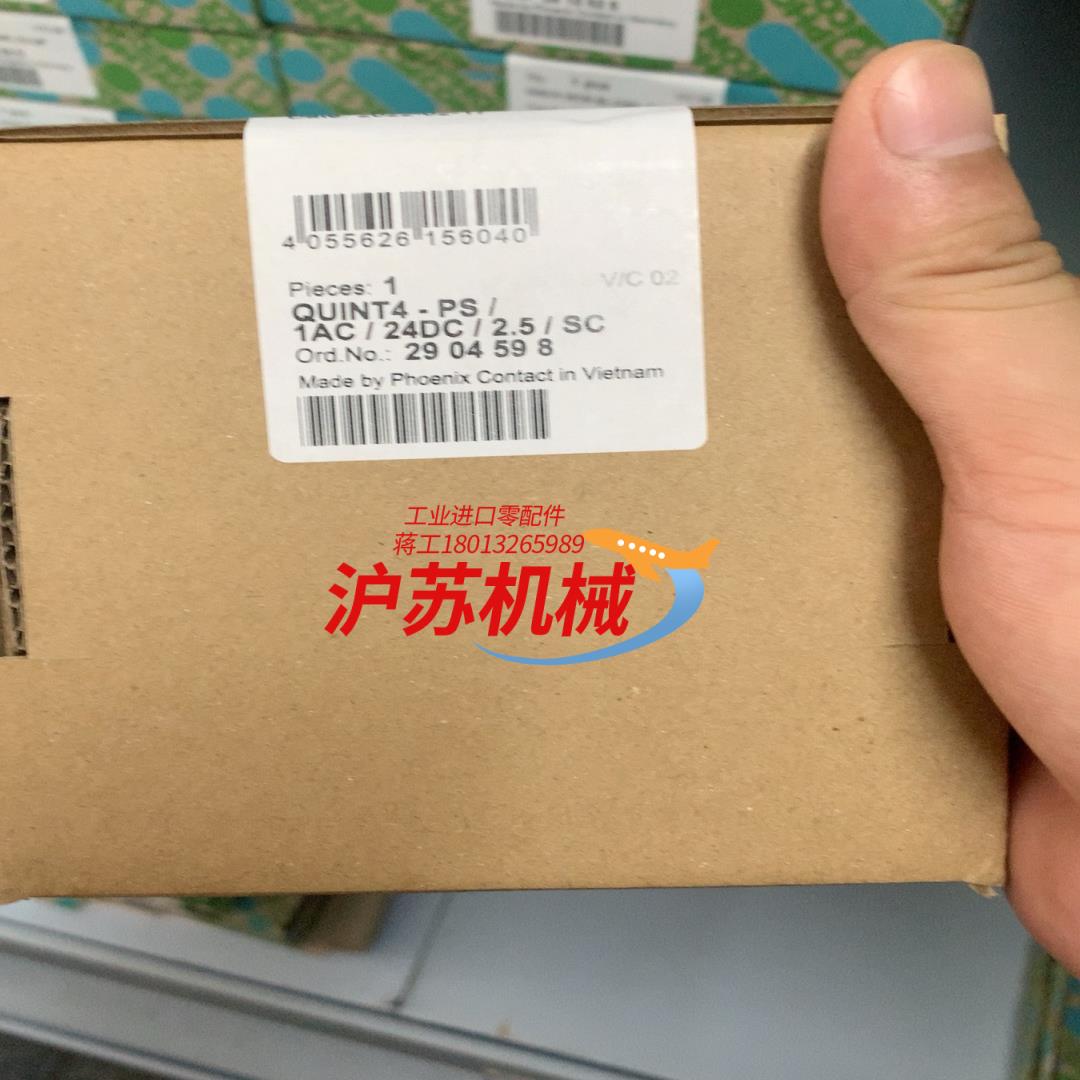 4 055626 156040
Pieces: 1
V/C 02
QUINT4 - PS /
1AC / 24DC / 2.5 / SC
Ord.No.: 29 04 59 8
Made by Phoenix Contact in Vietnam
工业进口零配件
蒋工18013265989
沪苏机械